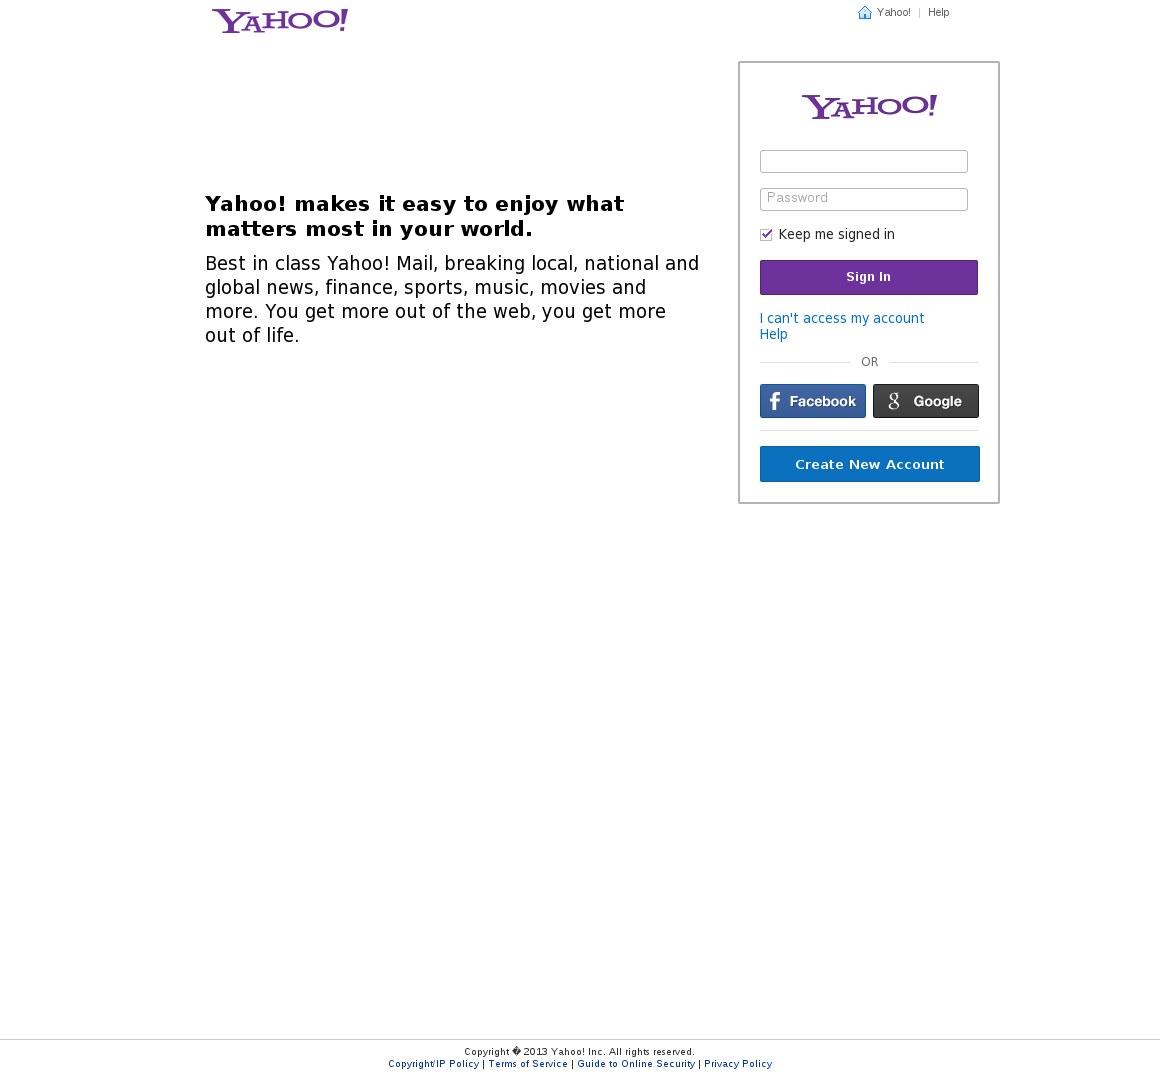 YAHOO!
Yahoo! | Help
YAHOO!
Yahoo! makes it easy to enjoy what
matters most in your world.
Best in class Yahoo! Mail, breaking local, national and
global news, finance, sports, music, movies and
more. You get more out of the web, you get more
out of life.
Password
Keep me signed in
Sign In
I can't access my account
Help
OR
Facebook
Google
Create New Account
Copyright � 2013 Yahoo! Inc. All rights reserved.
Copyright/IP Policy | Terms of Service | Guide to Online Security | Privacy Policy